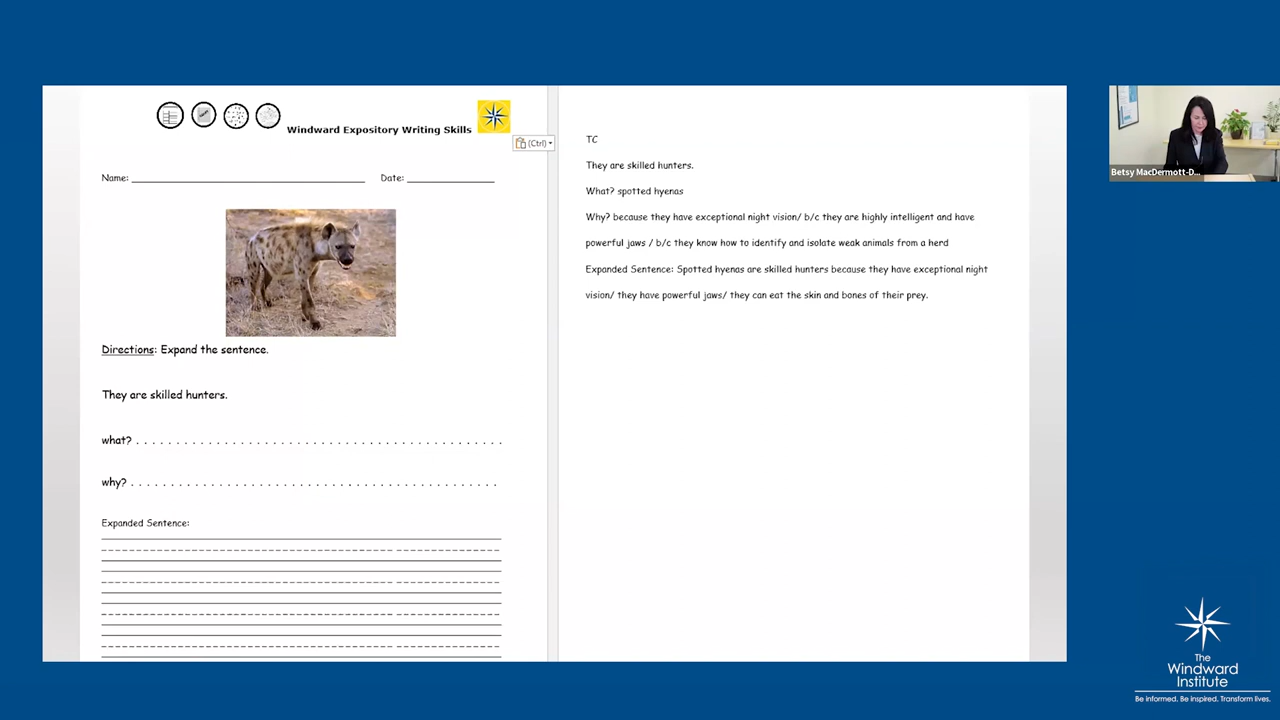 Windward Expository Writing Skills
(Ctrl)
Name: Date:
Directions: Expand the sentence.
They are skilled hunters.
what? . . . . . . . . . . . . . . . . . . . . . . . . . . . . . . . . . . . . . . . . . . . . .
why? . . . . . . . . . . . . . . . . . . . . . . . . . . . . . . . . . . . . . . . . . . . . .
Expanded Sentence:
TC
They are skilled hunters.
What? spotted hyenas
Why? because they have exceptional night vision/ b/c they are highly intelligent and have
powerful jaws / b/c they know how to identify and isolate weak animals from a herd
Expanded Sentence: Spotted hyenas are skilled hunters because they have exceptional night
vision/ they have powerful jaws/ they can eat the skin and bones of their prey.
Betsy MacDermott-D...
The
Windward
Institute
Be informed. Be inspired. Transform lives.